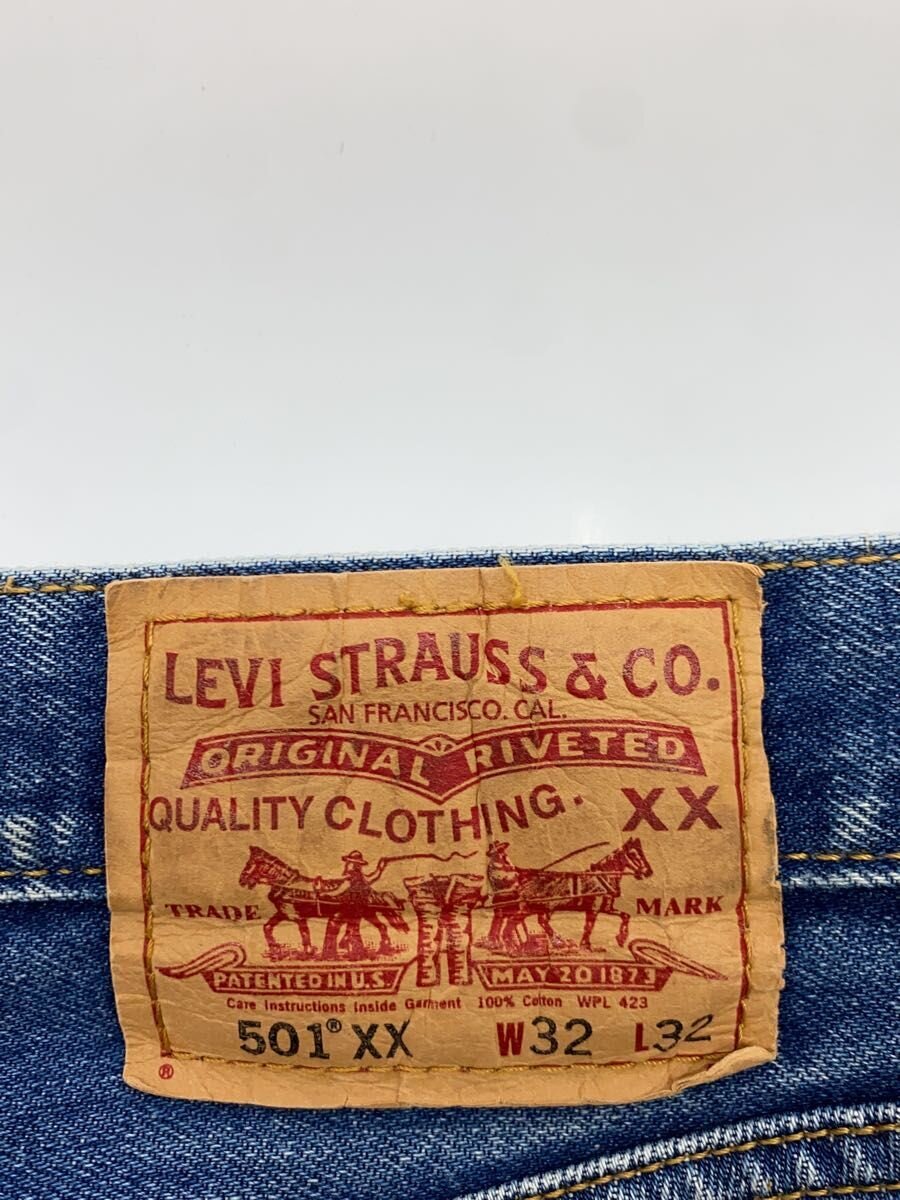 LEVI STRAUSS & CO.
SAN FRANCISCO. CAL.
ORIGINAL RIVETED
QUALITY CLOTHING. XX
TRADE MARK
PATENTED IN U.S. MAY 20 1873
Care Instructions Inside Garment 100% Cotton WPL 423
501® XX W32 L32
®